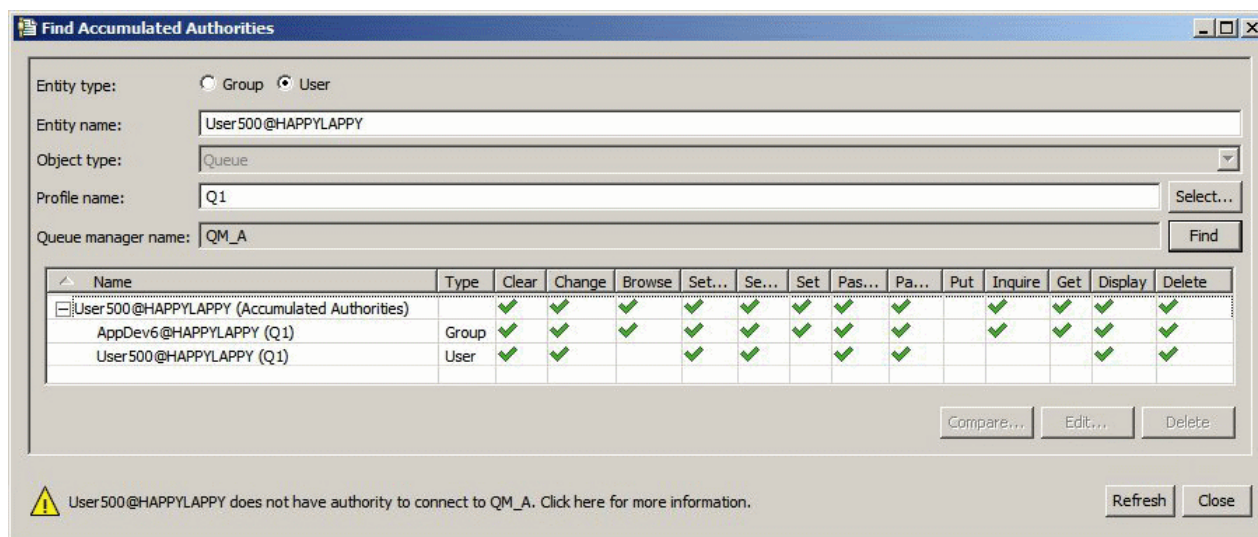 Find Accumulated Authorities
Entity type: Group User
Entity name: User500@HAPPYLAPPY
Object type: Queue
Profile name: Q1 Select...
Queue manager name: QM_A Find
Name Type Clear Change Browse Set... Se... Set Pas... Pa... Put Inquire Get Display Delete
User500@HAPPYLAPPY (Accumulated Authorities)
AppDev6@HAPPYLAPPY (Q1) Group
User500@HAPPYLAPPY (Q1) User
Compare... Edit... Delete
User500@HAPPYLAPPY does not have authority to connect to QM_A. Click here for more information. Refresh Close